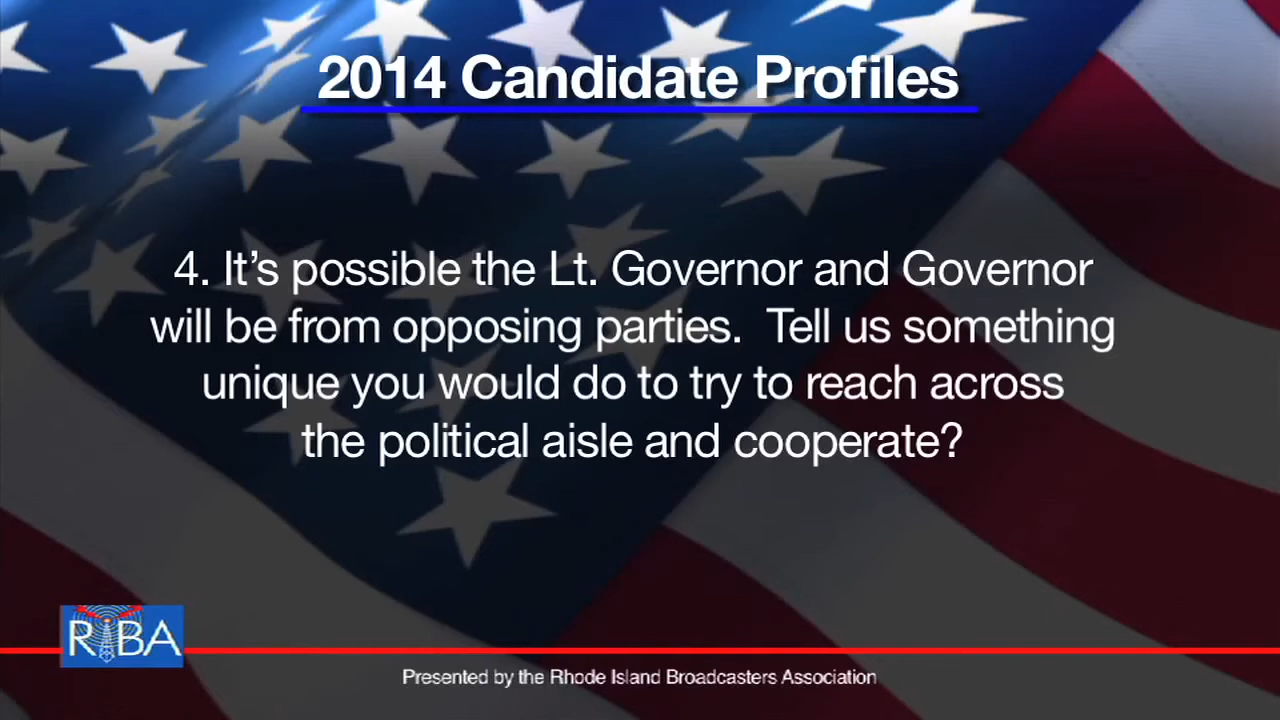 2014 Candidate Profiles
4. It’s possible the Lt. Governor and Governor
will be from opposing parties.  Tell us something
unique you would do to try to reach across
the political aisle and cooperate?
RIBA
Presented by the Rhode Island Broadcasters Association